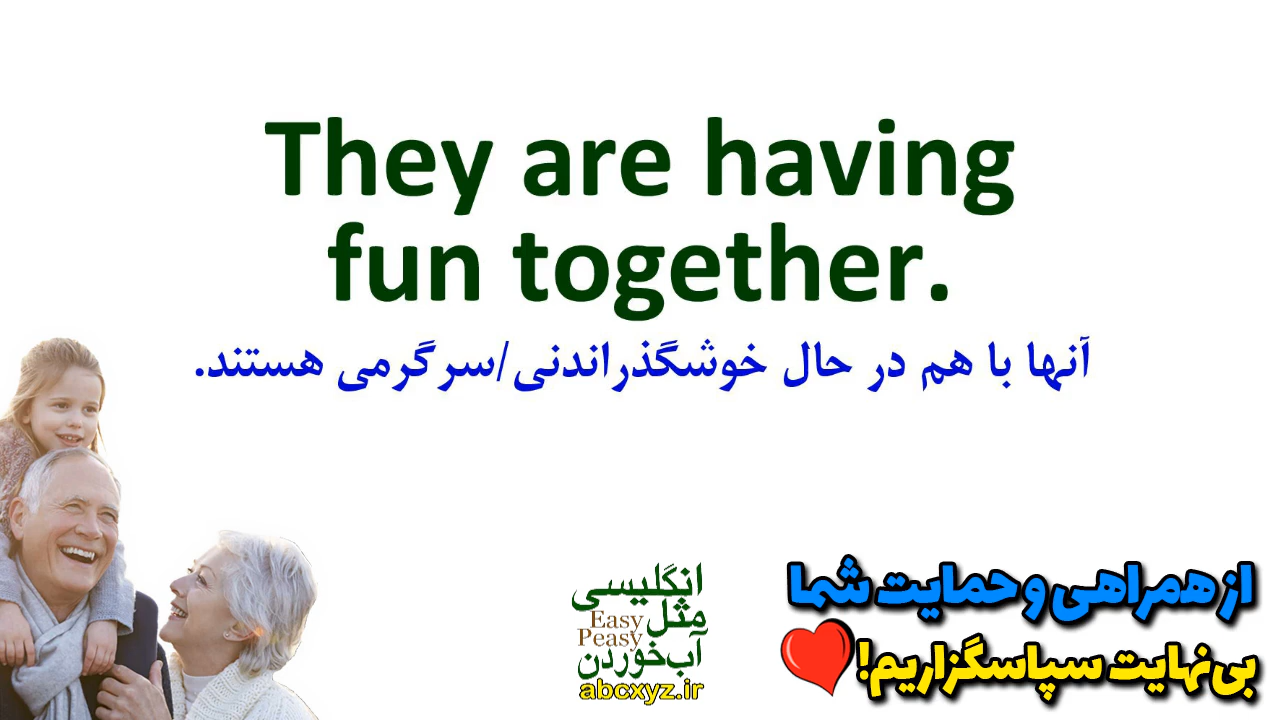 They are having
fun together.
آنها با هم در حال خوشگذراندنی/سرگرمی هستند.
انگلیسی
مثل
Easy
Peasy
آب‌خوردن
abcxyz.ir
از همراهی و حمایت شما
بی‌نهایت سپاسگزاریم!